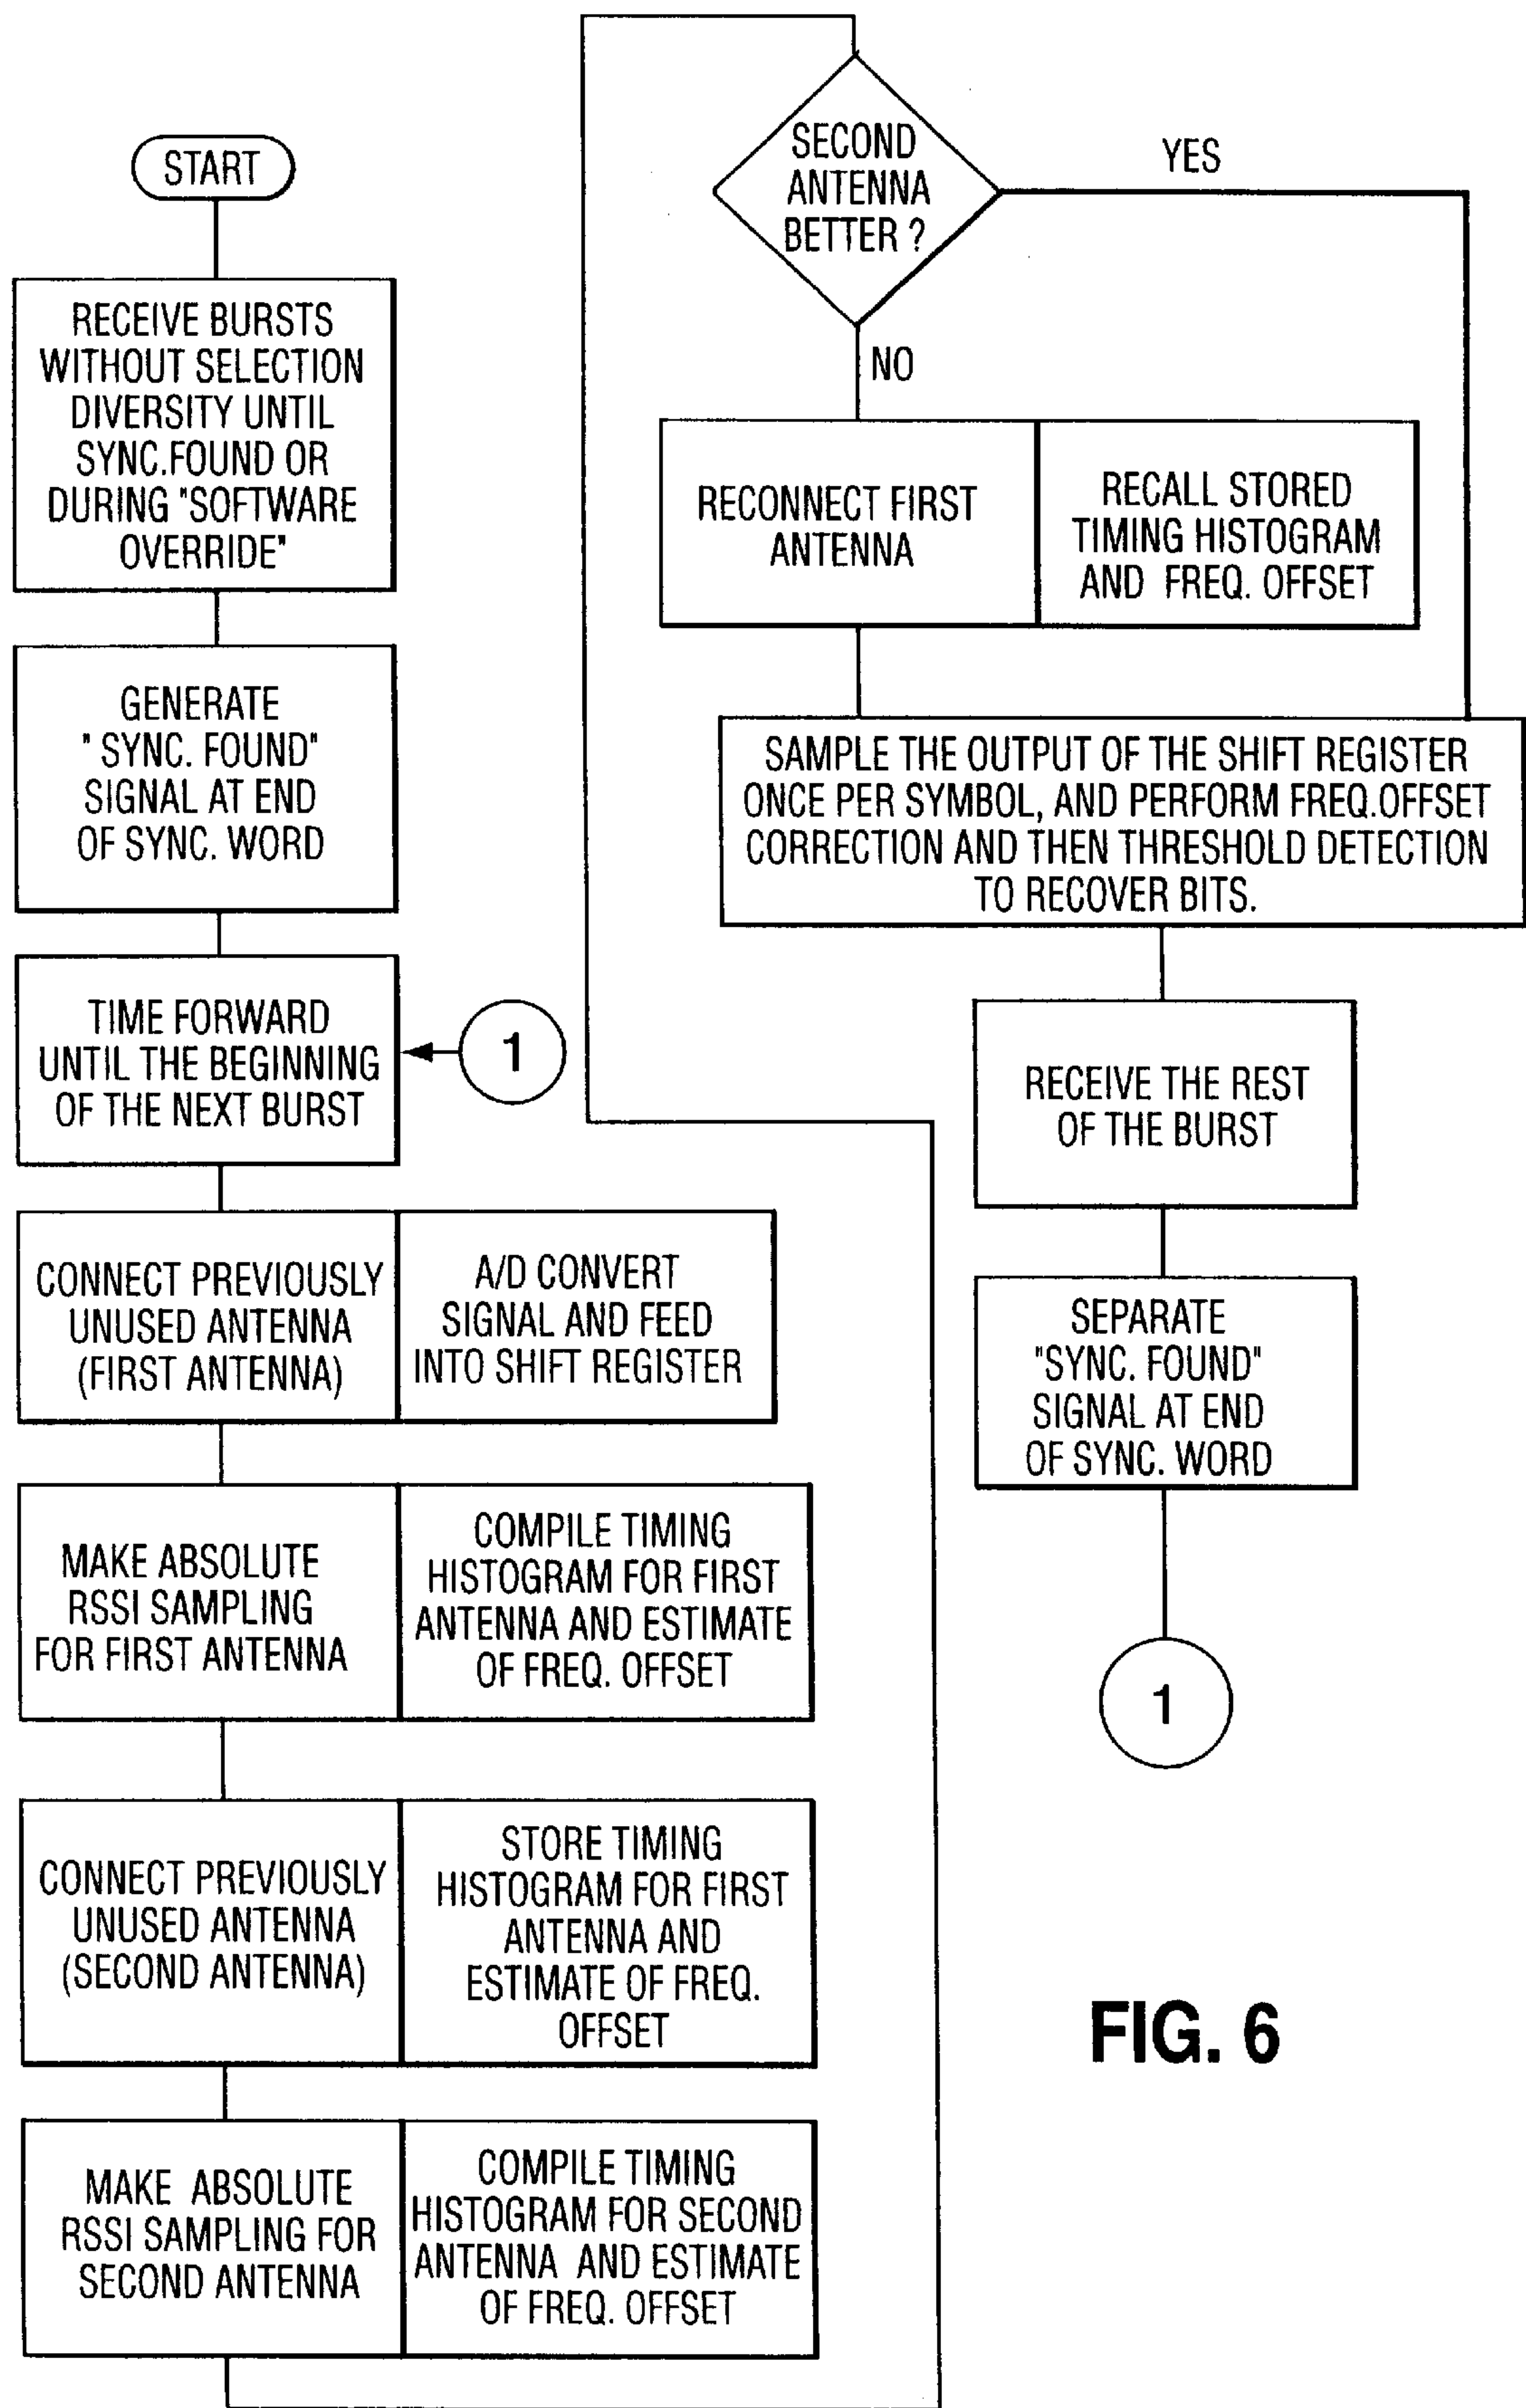 START
RECEIVE BURSTS
WITHOUT SELECTION
DIVERSITY UNTIL
SYNC.FOUND OR
DURING "SOFTWARE
OVERRIDE"
GENERATE
" SYNC. FOUND"
SIGNAL AT END
OF SYNC. WORD
TIME FORWARD
UNTIL THE BEGINNING
OF THE NEXT BURST
1
CONNECT PREVIOUSLY
UNUSED ANTENNA
(FIRST ANTENNA)
A/D CONVERT
SIGNAL AND FEED
INTO SHIFT REGISTER
MAKE ABSOLUTE
RSSI SAMPLING
FOR FIRST ANTENNA
COMPILE TIMING
HISTOGRAM FOR FIRST
ANTENNA AND ESTIMATE
OF FREQ. OFFSET
CONNECT PREVIOUSLY
UNUSED ANTENNA
(SECOND ANTENNA)
STORE TIMING
HISTOGRAM FOR FIRST
ANTENNA AND
ESTIMATE OF FREQ.
OFFSET
MAKE ABSOLUTE
RSSI SAMPLING FOR
SECOND ANTENNA
COMPILE TIMING
HISTOGRAM FOR SECOND
ANTENNA AND ESTIMATE
OF FREQ. OFFSET
SECOND
ANTENNA
BETTER ?
YES
NO
RECONNECT FIRST
ANTENNA
RECALL STORED
TIMING HISTOGRAM
AND FREQ. OFFSET
SAMPLE THE OUTPUT OF THE SHIFT REGISTER
ONCE PER SYMBOL, AND PERFORM FREQ.OFFSET
CORRECTION AND THEN THRESHOLD DETECTION
TO RECOVER BITS.
RECEIVE THE REST
OF THE BURST
SEPARATE
"SYNC. FOUND"
SIGNAL AT END
OF SYNC. WORD
1
FIG. 6